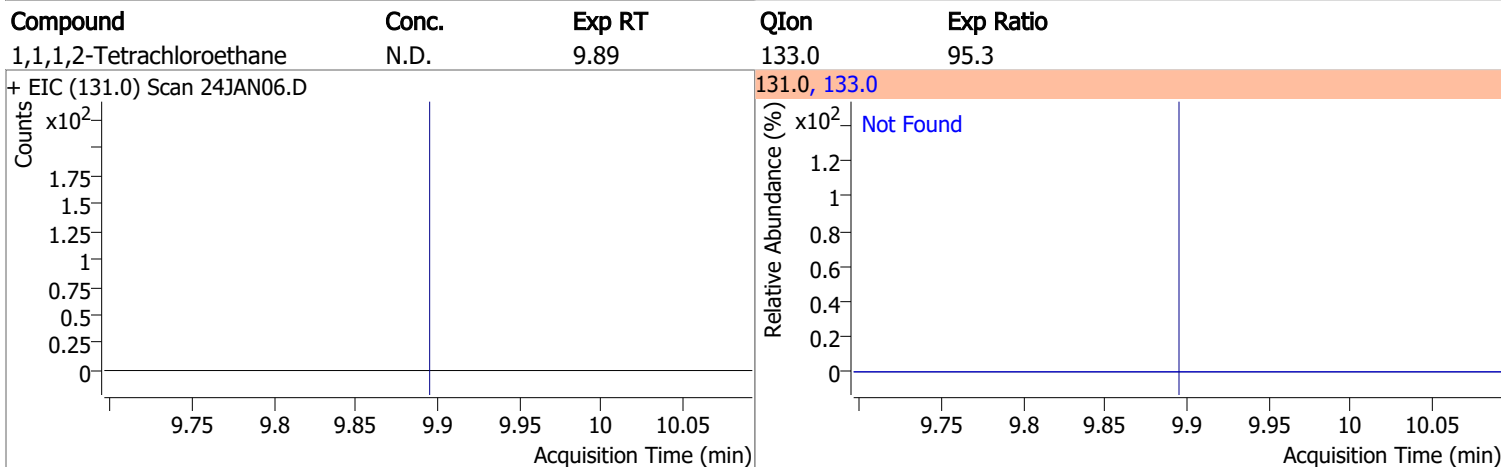 Compound Conc. Exp RT QIon Exp Ratio
1,1,1,2-Tetrachloroethane N.D. 9.89 133.0 95.3
+ EIC (131.0) Scan 24JAN06.D
Counts
x10²
1.75
1.5
1.25
1
0.75
0.5
0.25
0
9.75 9.8 9.85 9.9 9.95 10 10.05
Acquisition Time (min)
131.0, 133.0
Relative Abundance (%)
x10²
Not Found
1.2
1
0.8
0.6
0.4
0.2
0
9.75 9.8 9.85 9.9 9.95 10 10.05
Acquisition Time (min)